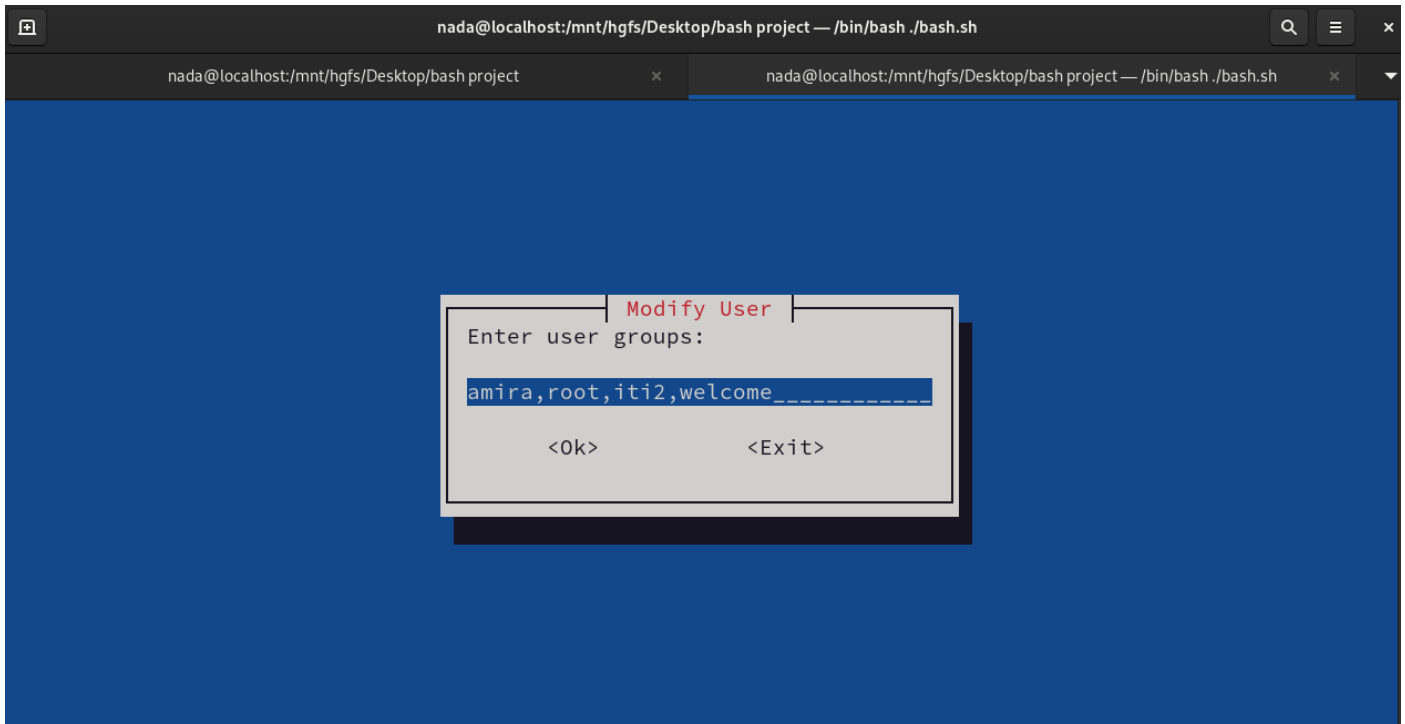 nada@localhost:/mnt/hgfs/Desktop/bash project — /bin/bash ./bash.sh
nada@localhost:/mnt/hgfs/Desktop/bash project
nada@localhost:/mnt/hgfs/Desktop/bash project — /bin/bash ./bash.sh
Modify User
Enter user groups:
amira,root,iti2,welcome____________
<Ok> <Exit>